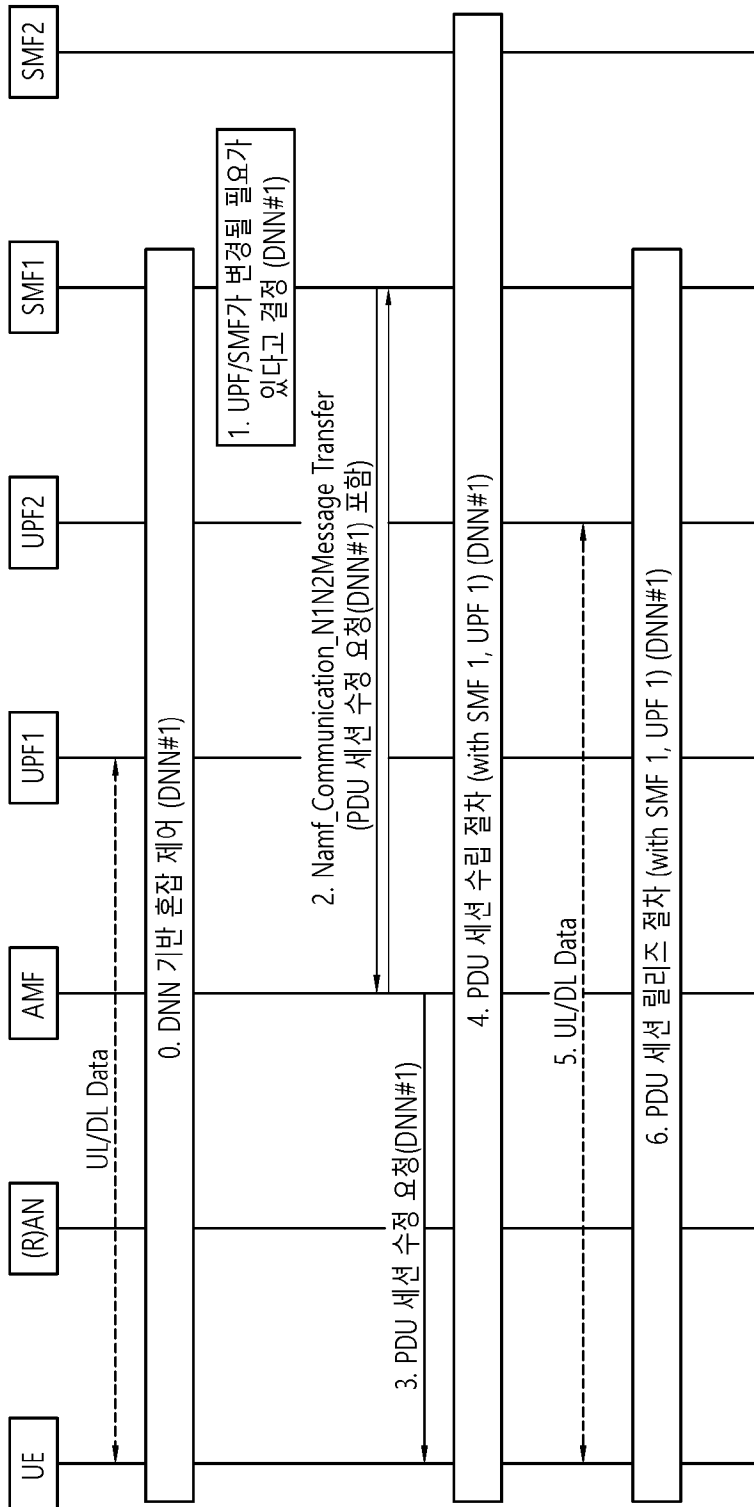 UE
(R)AN
AMF
UPF1
UPF2
SMF1
SMF2
UL/DL Data
0. DNN 기반 혼잡 제어 (DNN#1)
1. UPF/SMF가 변경될 필요가
있다고 결정 (DNN#1)
2. Namf_Communication_N1N2Message Transfer
(PDU 세션 수정 요청(DNN#1) 포함)
3. PDU 세션 수정 요청(DNN#1)
4. PDU 세션 수립 절차 (with SMF 1, UPF 1) (DNN#1)
5. UL/DL Data
6. PDU 세션 릴리즈 절차 (with SMF 1, UPF 1) (DNN#1)